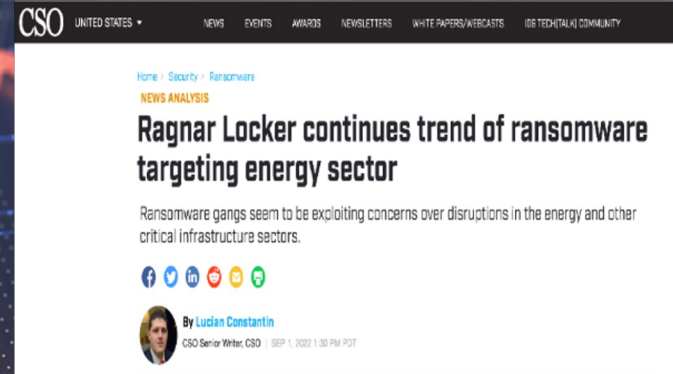 CSO UNITED STATES NEWS EVENTS AWARDS NEWSLETTERS WHITE PAPERS/WEBCASTS IDG TECH(TALK) COMMUNITY
Home > Security > Ransomware
NEWS ANALYSIS
Ragnar Locker continues trend of ransomware
targeting energy sector
Ransomware gangs seem to be exploiting concerns over disruptions in the energy and other
critical infrastructure sectors.
By Lucian Constantin
CSO Senior Writer, CSO | SEP 1, 2022 1:30 PM PDT